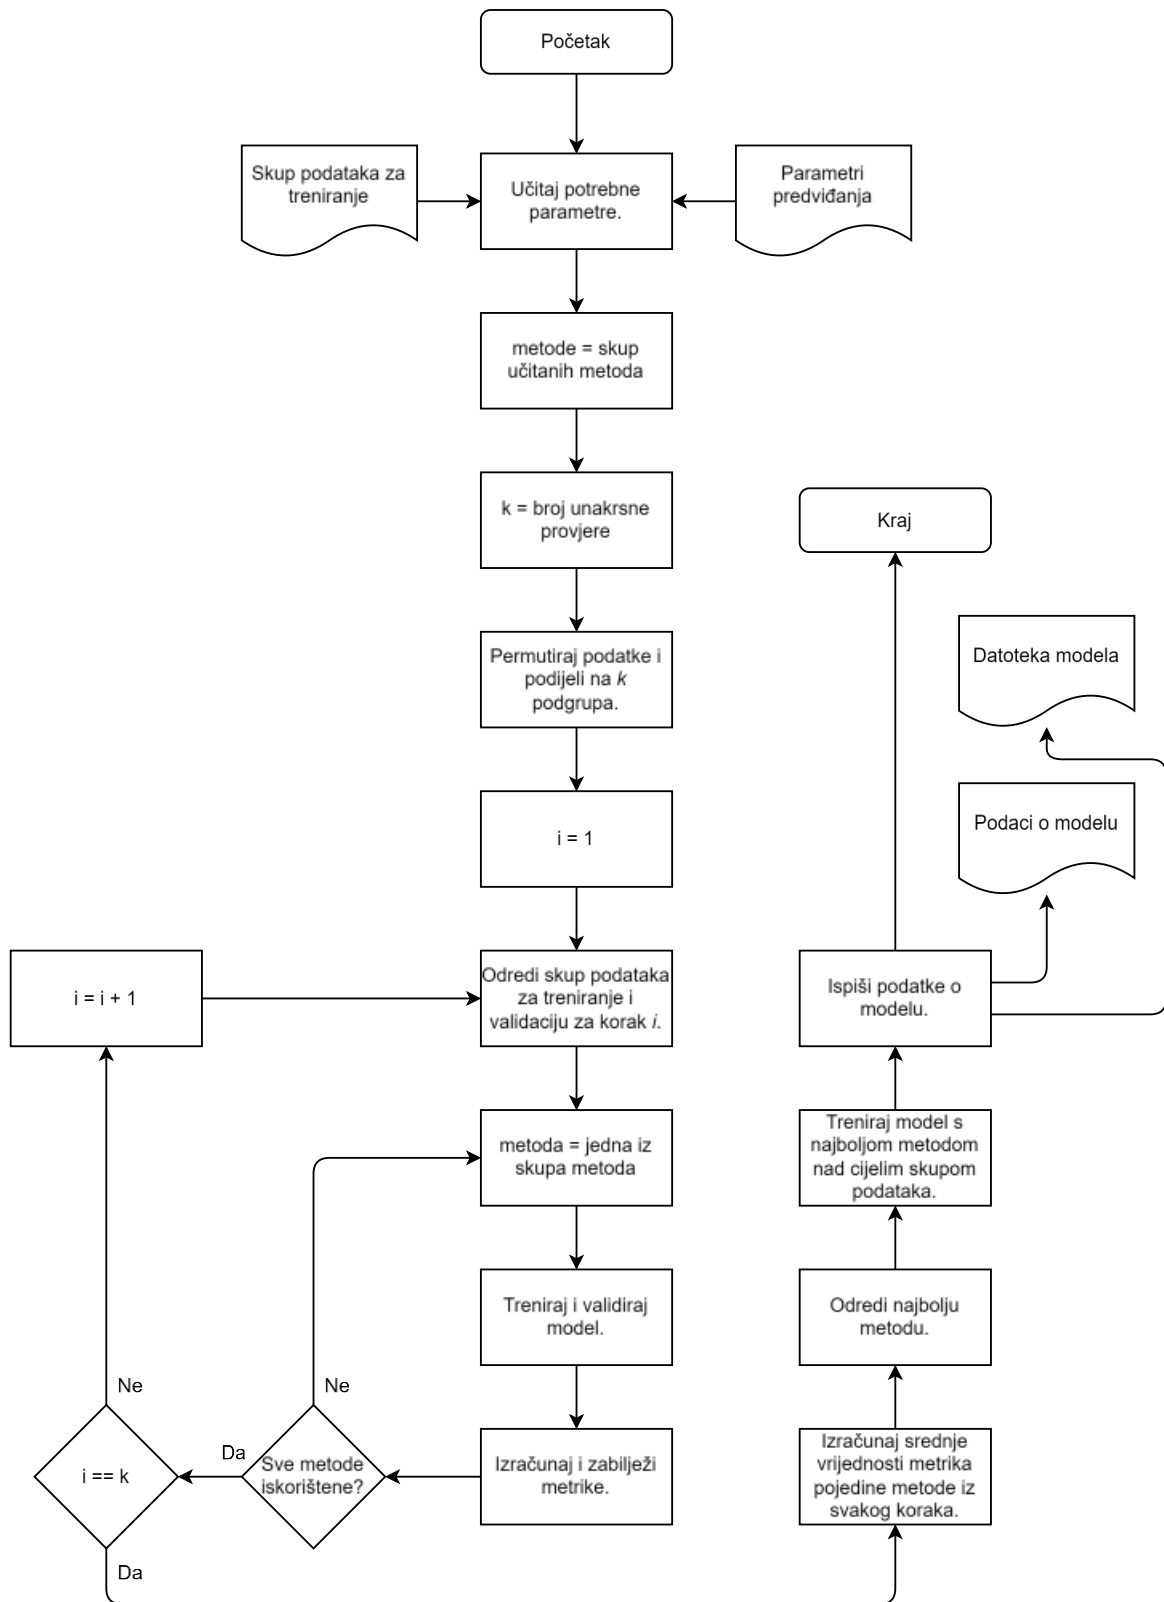 Početak
Skup podataka za
treniranje
Učitaj potrebne
parametre.
Parametri
predviđanja
metode = skup
učitanih metoda
k = broj unakrsne
provjere
Kraj
Permutiraj podatke i
podijeli na k
podgrupa.
Datoteka modela
Podaci o modelu
i = 1
i = i + 1
Odredi skup podataka
za treniranje i
validaciju za korak i.
Ispiši podatke o
modelu.
metoda = jedna iz
skupa metoda
Treniraj model s
najboljom metodom
nad cijelim skupom
podataka.
Treniraj i validiraj
model.
Odredi najbolju
metodu.
Ne
Ne
i == k
Da
Sve metode
iskorištene?
Izračunaj i zabilježi
metrike.
Izračunaj srednje
vrijednosti metrika
pojedine metode iz
svakog koraka.
Da